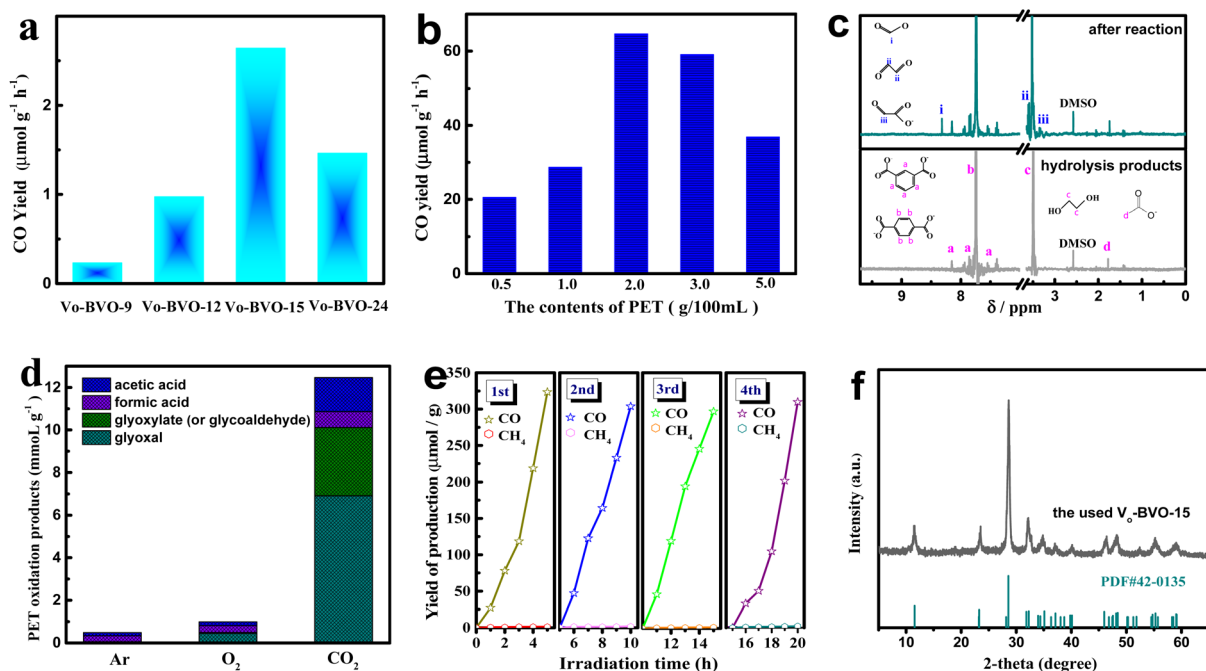 a
CO Yield (μmol g⁻¹ h⁻¹)
2
1
0
Vo-BVO-9 Vo-BVO-12 Vo-BVO-15 Vo-BVO-24
b
CO yield (μmol g⁻¹ h⁻¹)
60
40
20
0
0.5 1.0 2.0 3.0 5.0
The contents of PET ( g/100mL)
c
after reaction
O O
i
ii
O O
ii
O O
iii O⁻
i ii iii DMSO
hydrolysis products
O a O⁻
⁻O O
a a
a
b b
O O⁻
⁻O O
b b
b c
c
HO OH
c
O
d O⁻
a a a DMSO d
9 8 3 2 1 0
δ / ppm
d
PET oxidation products (mmoL g⁻¹)
12
10
8
6
4
2
0
acetic acid
formic acid
glyoxylate (or glycoaldehyde)
glyoxal
Ar O₂ CO₂
e
Yield of production (μmol / g)
350
300
250
200
150
100
50
0
1st 2nd 3rd 4th
CO CO CO CO
CH₄ CH₄ CH₄ CH₄
0 2 4 6 8 10 12 14 16 18 20
Irradiation time (h)
f
Intensity (a.u.)
the used Vₒ-BVO-15
PDF#42-0135
10 20 30 40 50 60
2-theta (degree)